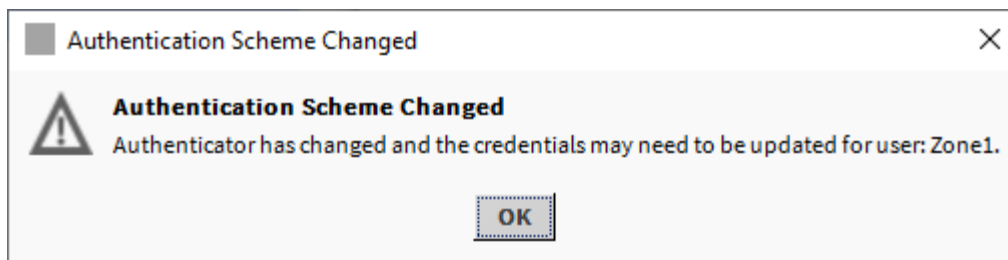 Authentication Scheme Changed
Authentication Scheme Changed
Authenticator has changed and the credentials may need to be updated for user: Zone1.
OK